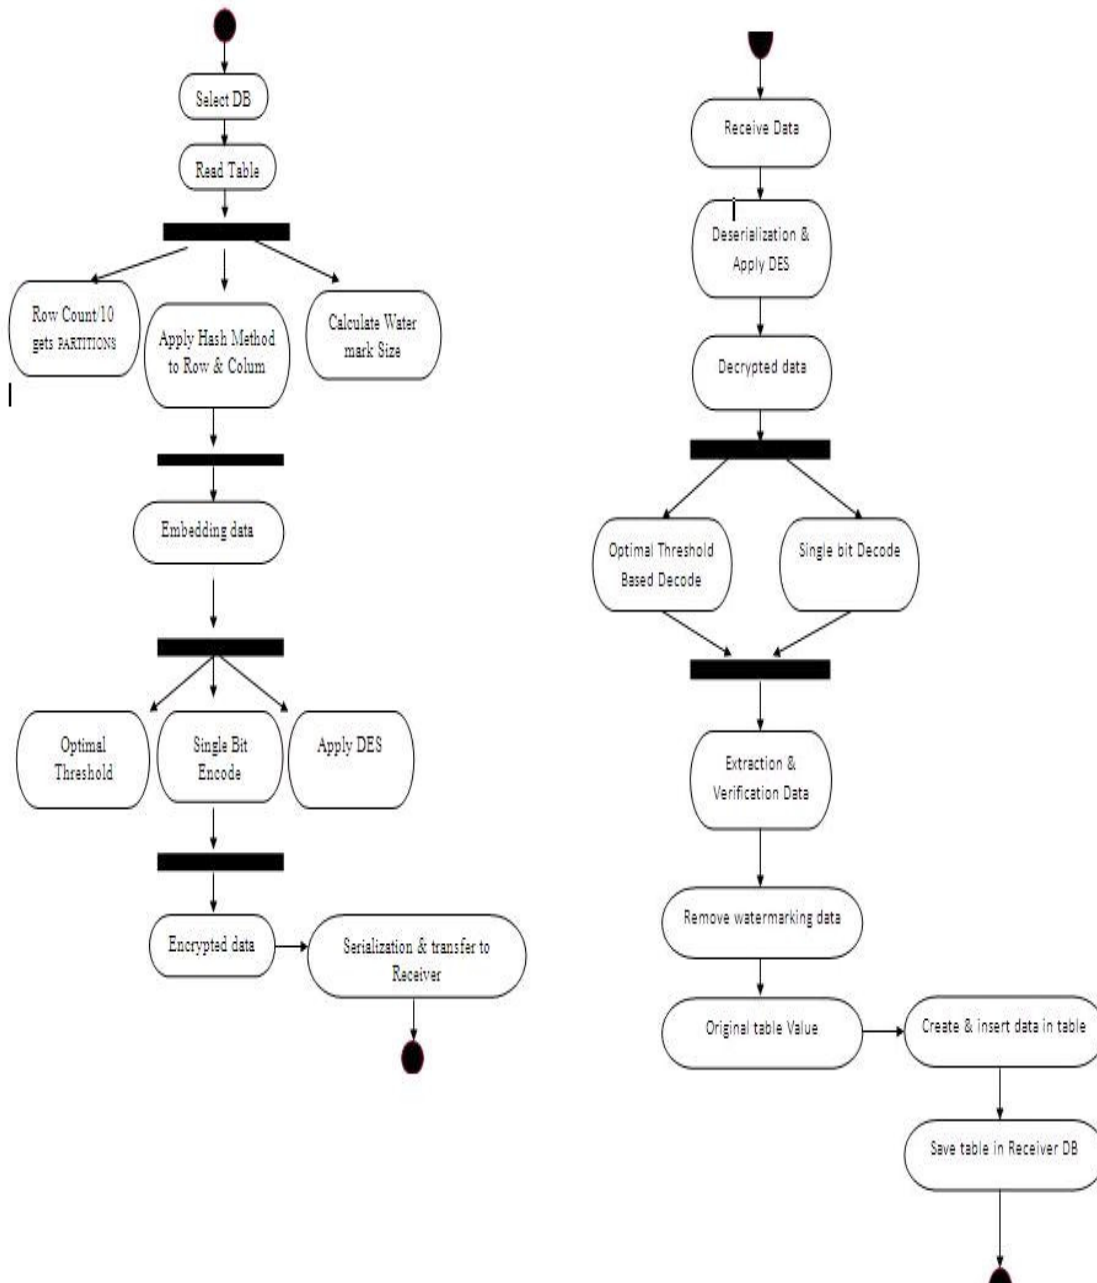 Select DB
Read Table
Row Count/10
gets PARTITIONS
Apply Hash Method
to Row & Colum
Calculate Water
mark Size
Embedding data
Optimal
Threshold
Single Bit
Encode
Apply DES
Encrypted data
Serialization & transfer to
Receiver
Receive Data
Deserialization &
Apply DES
Decrypted data
Optimal Threshold
Based Decode
Single bit Decode
Extraction &
Verification Data
Remove watermarking data
Original table Value
Create & insert data in table
Save table in Receiver DB